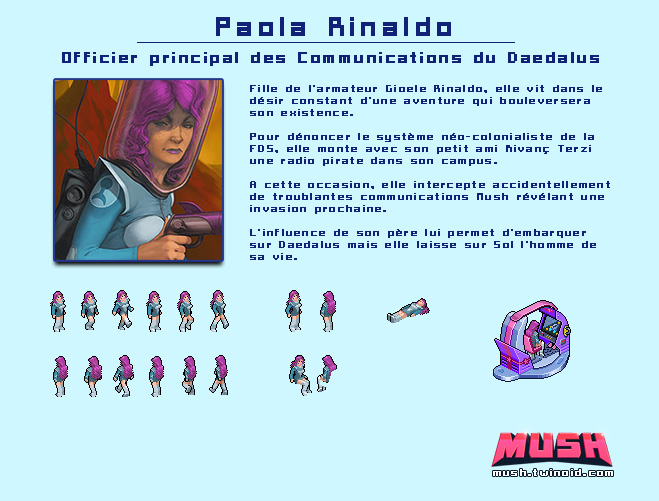 Paola Rinaldo
Officier principal des Communications du Daedalus
Fille de l'armateur Gioele Rinaldo, elle vit dans le
désir constant d'une aventure qui bouleversera
son existence.
Pour dénoncer le système néo-colonialiste de la
FDS, elle monte avec son petit ami Kivanç Terzi
une radio pirate dans son campus.
A cette occasion, elle intercepte accidentellement
de troublantes communications Mush révélant une
invasion prochaine.
L'influence de son père lui permet d'embarquer
sur Daedalus mais elle laisse sur Sol l'homme de
sa vie.
MUSH
mush.twinoid.com